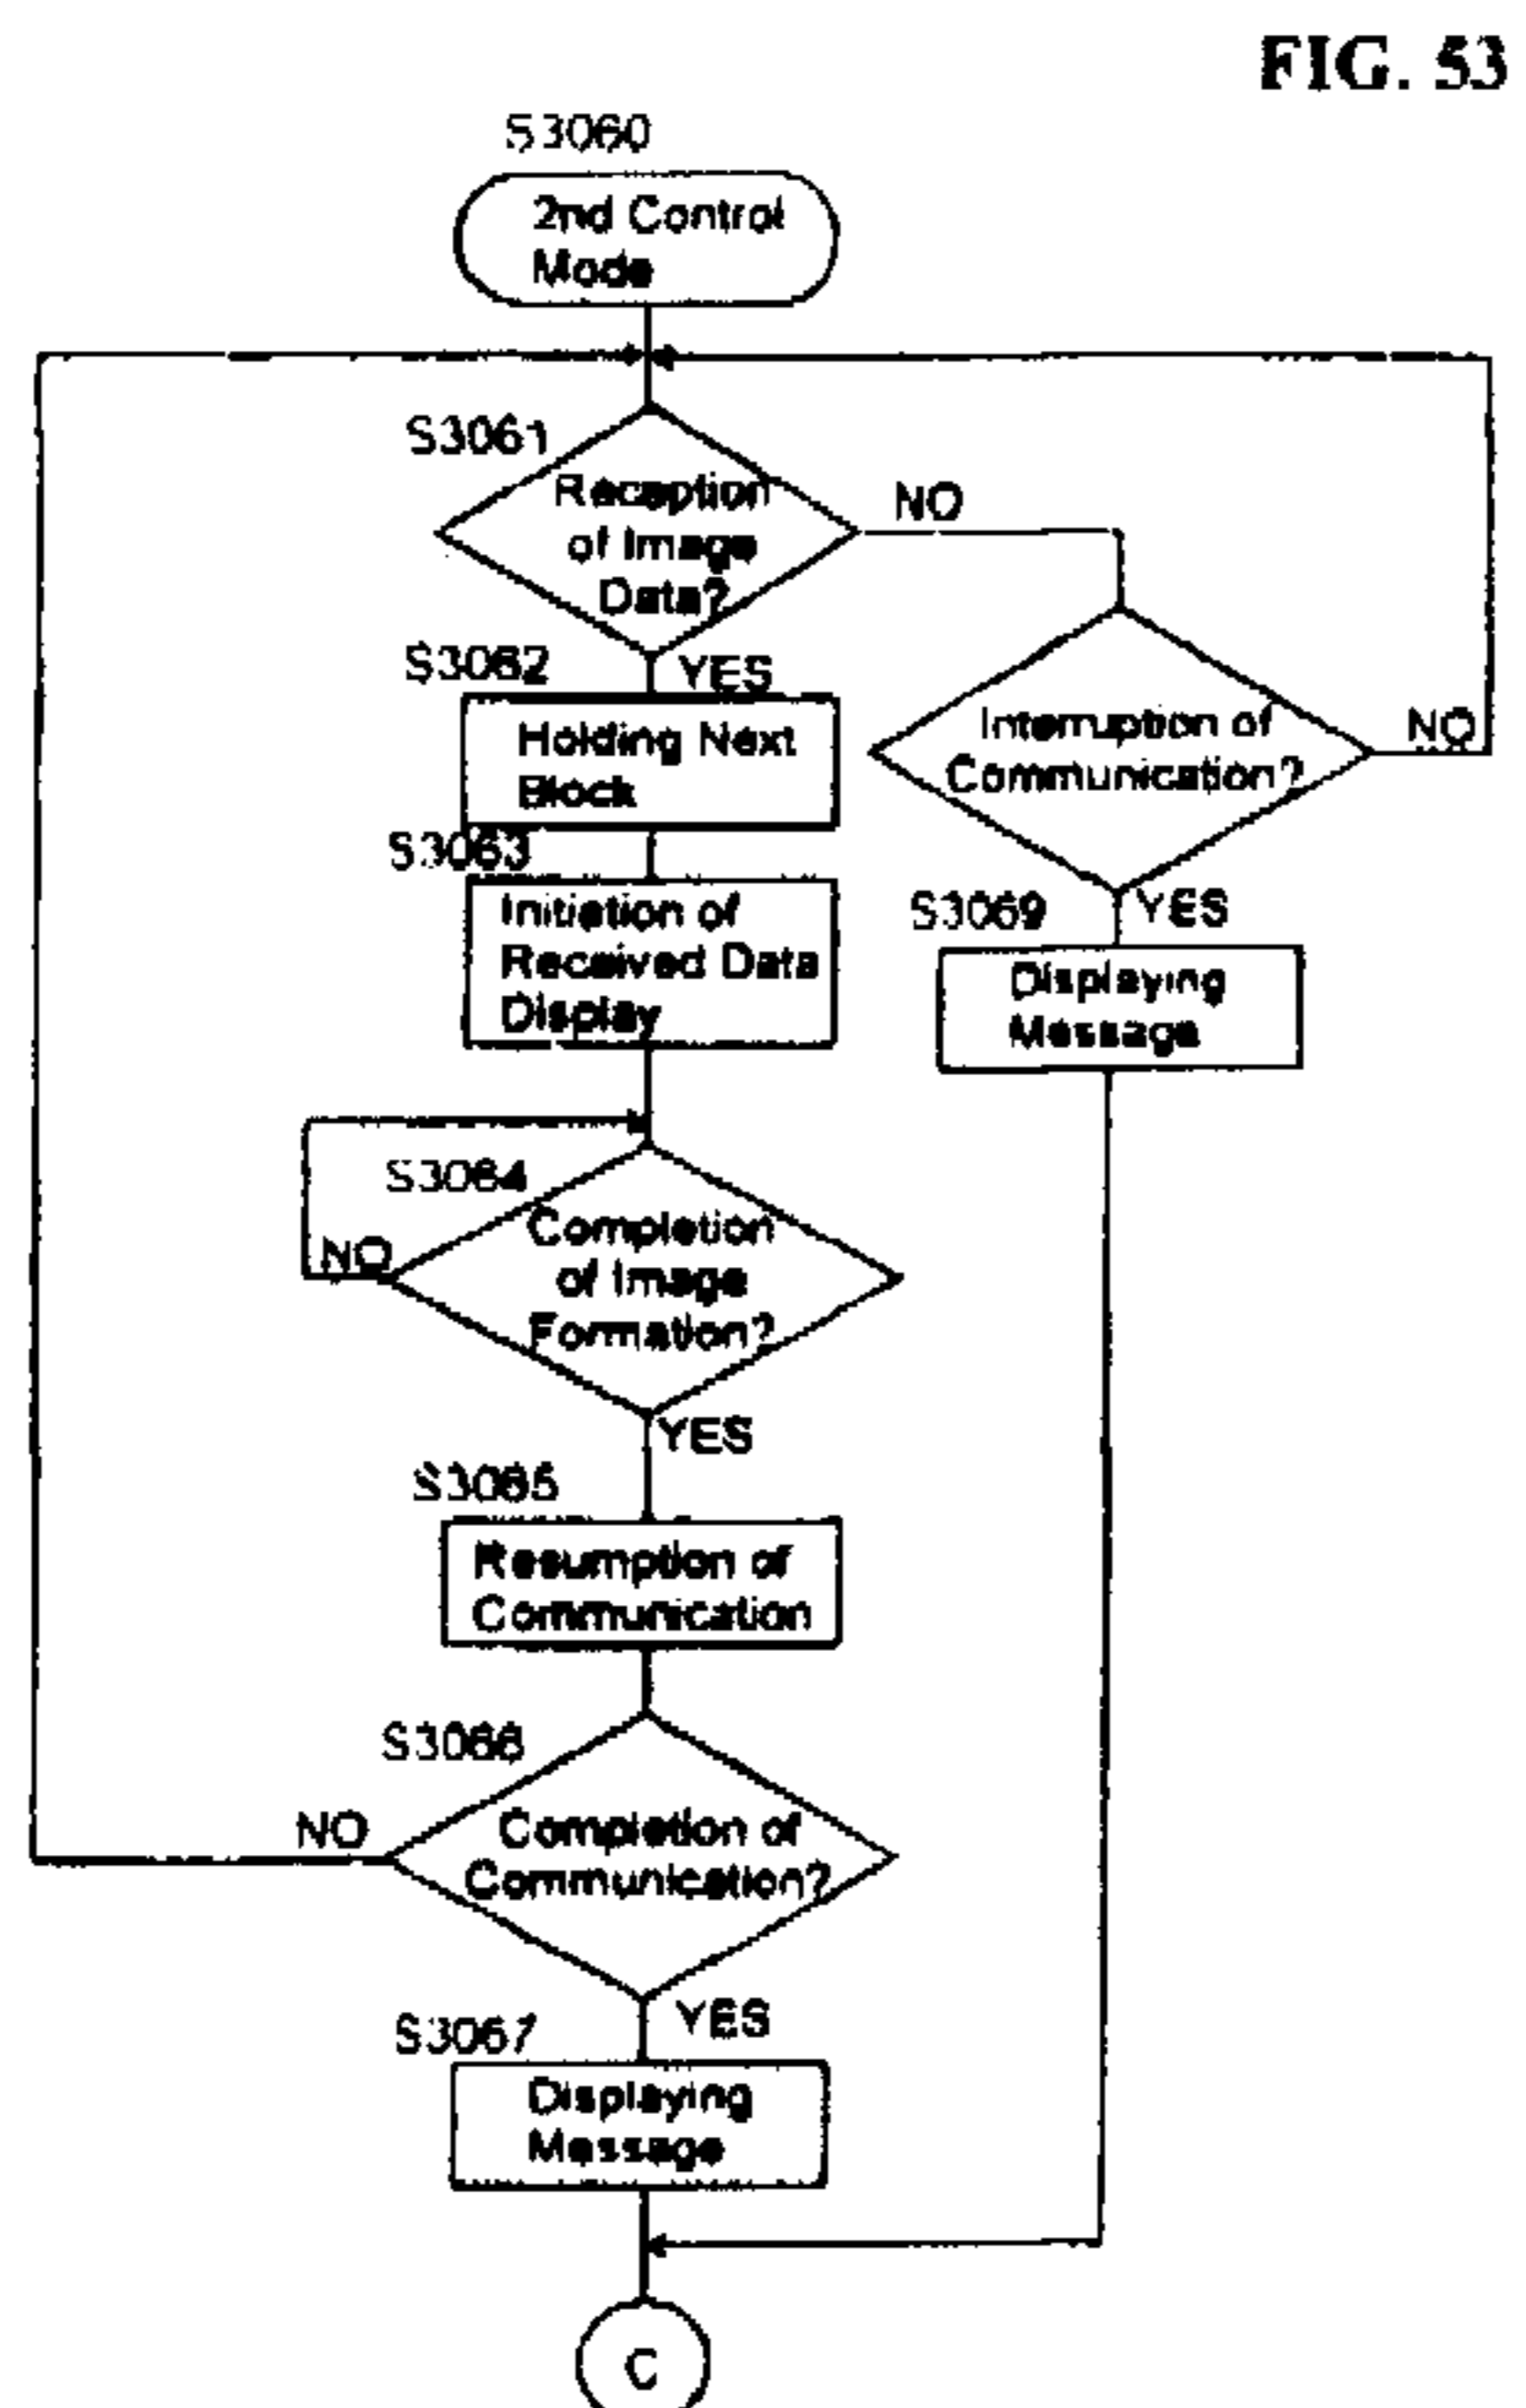 FIG. 53
S3060
2nd Control
Mode
S3061
Reception
of Image
Data?
NO
S3062
YES
Holding Next
Block
Interruption of
Communication?
NO
S3063
Initiation of
Received Data
Display
S3069
YES
Displaying
Message
S3064
Completion
of Image
Formation?
NO
YES
S3065
Resumption of
Communication
S3066
Completion of
Communication?
NO
YES
S3067
Displaying
Message
C